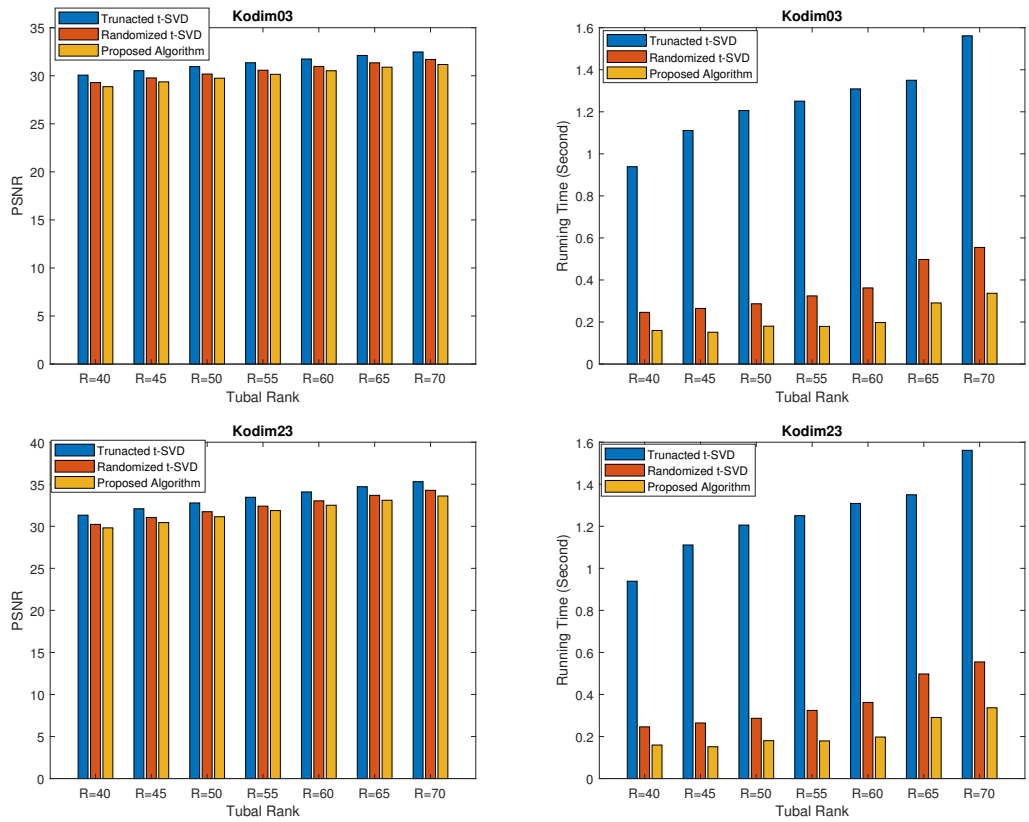 Kodim03
Trunacted t-SVD
Randomized t-SVD
Proposed Algorithm
PSNR
35
30
25
20
15
10
5
0
R=40 R=45 R=50 R=55 R=60 R=65 R=70
Tubal Rank
Kodim03
Trunacted t-SVD
Randomized t-SVD
Proposed Algorithm
Running Time (Second)
1.6
1.4
1.2
1
0.8
0.6
0.4
0.2
0
R=40 R=45 R=50 R=55 R=60 R=65 R=70
Tubal Rank
Kodim23
Trunacted t-SVD
Randomized t-SVD
Proposed Algorithm
PSNR
40
35
30
25
20
15
10
5
0
R=40 R=45 R=50 R=55 R=60 R=65 R=70
Tubal Rank
Kodim23
Trunacted t-SVD
Randomized t-SVD
Proposed Algorithm
Running Time (Second)
1.6
1.4
1.2
1
0.8
0.6
0.4
0.2
0
R=40 R=45 R=50 R=55 R=60 R=65 R=70
Tubal Rank